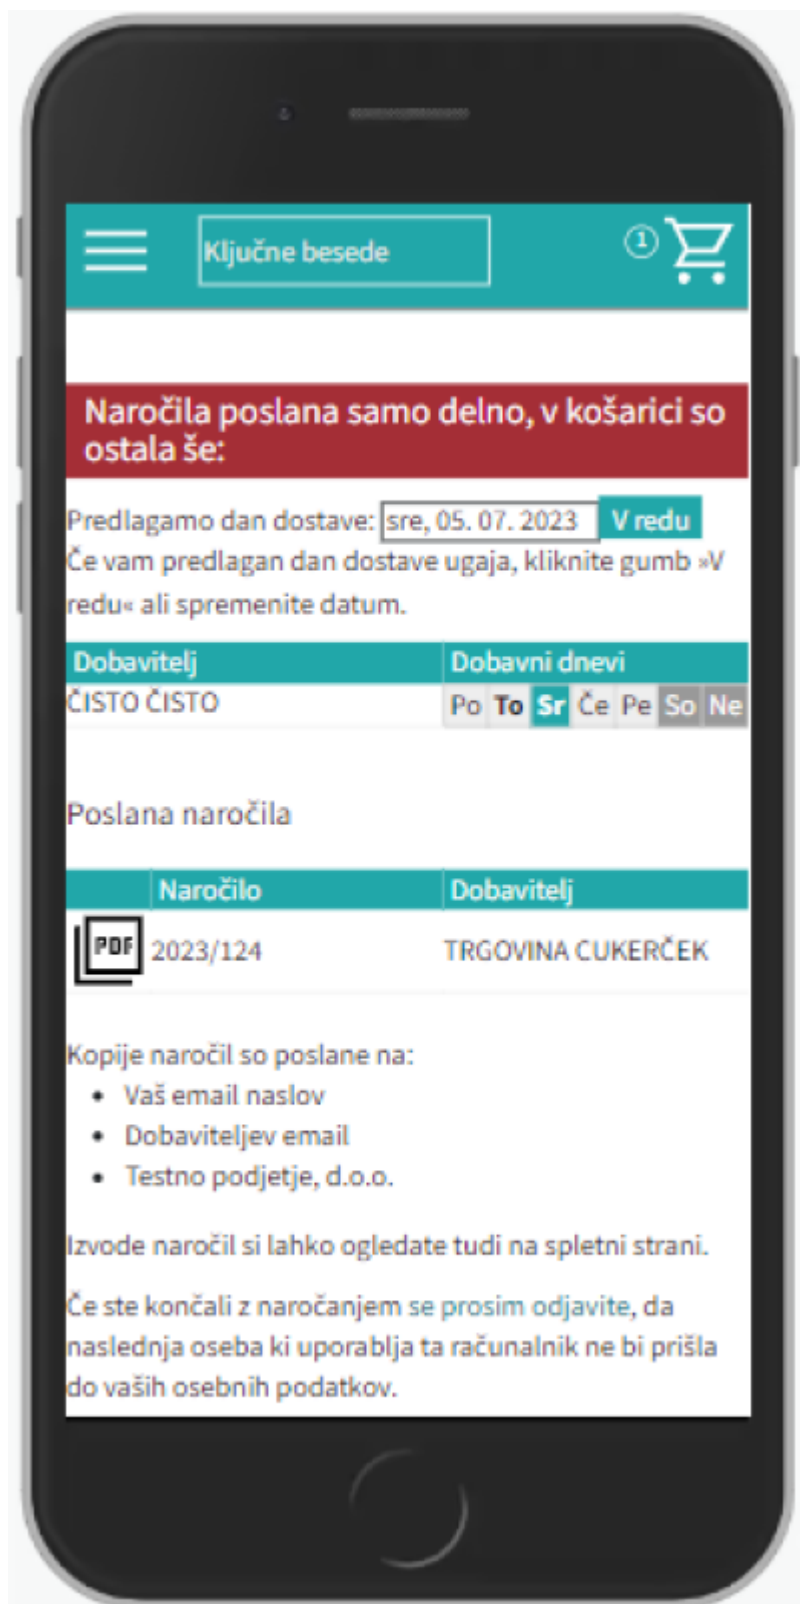 Ključne besede
1
Naročila poslana samo delno, v košarici so
ostala še:
Predlagamo dan dostave: sre, 05. 07. 2023 V redu
Če vam predlagan dan dostave ugaja, kliknite gumb »V
redu« ali spremenite datum.
Dobavitelj Dobavni dnevi
ČISTO ČISTO Po To Sr Če Pe So Ne
Poslana naročila
Naročilo Dobavitelj
PDF 2023/124 TRGOVINA CUKERČEK
Kopije naročil so poslane na:
• Vaš email naslov
• Dobaviteljev email
• Testno podjetje, d.o.o.
Izvode naročil si lahko ogledate tudi na spletni strani.
Če ste končali z naročanjem se prosim odjavite, da
naslednja oseba ki uporablja ta računalnik ne bi prišla
do vaših osebnih podatkov.